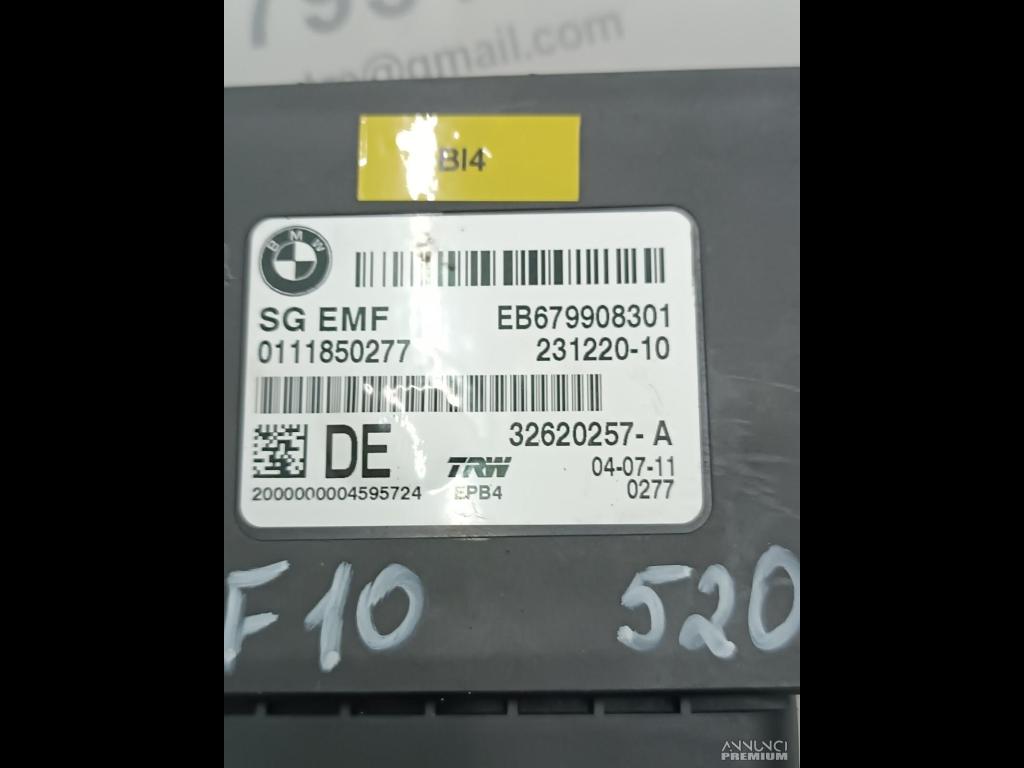 @gmail.com
BI4
BMW
SG EMF EB679908301
0111850277 231220-10
32620257-A
DE TRW 04-07-11
2000000004595724 EPB4 0277
F10 520
ANNUNCI
PREMIUM